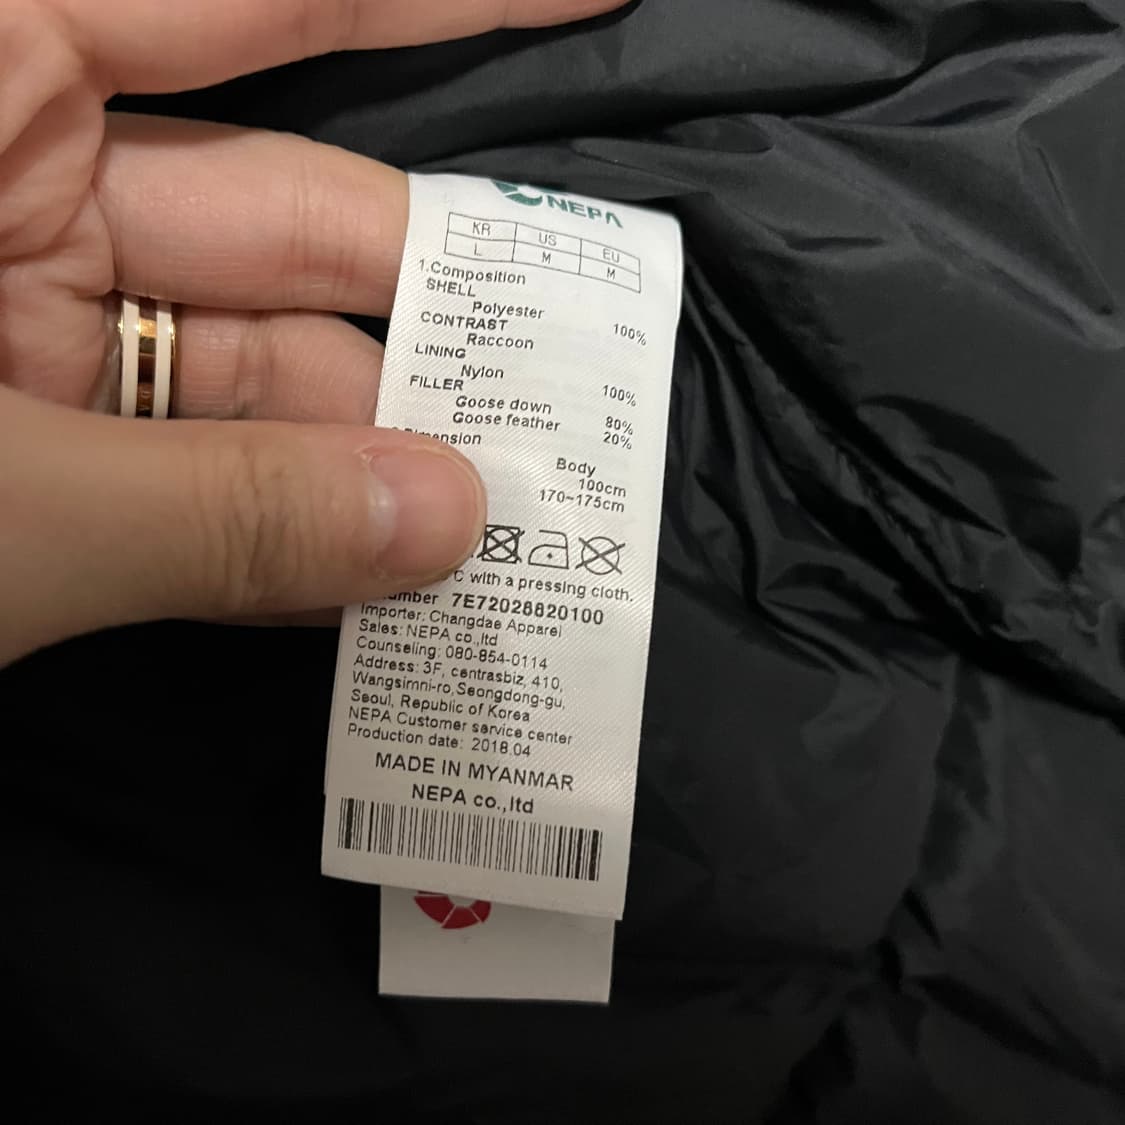 NEPA
KR US EU
L M M
1.Composition
SHELL
Polyester 100%
CONTRAST
Raccoon
LINING
Nylon 100%
FILLER
Goose down 80%
Goose feather 20%
Body
100cm
170~175cm
C with a pressing cloth.
7E72028820100
Importer: Changdae Apparel
Sales: NEPA co.,ltd
Counseling: 080-854-0114
Address: 3F, centrasbiz, 410,
Wangsimni-ro, Seongdong-gu,
Seoul, Republic of Korea
NEPA Customer service center
Production date: 2018.04
MADE IN MYANMAR
NEPA co.,ltd